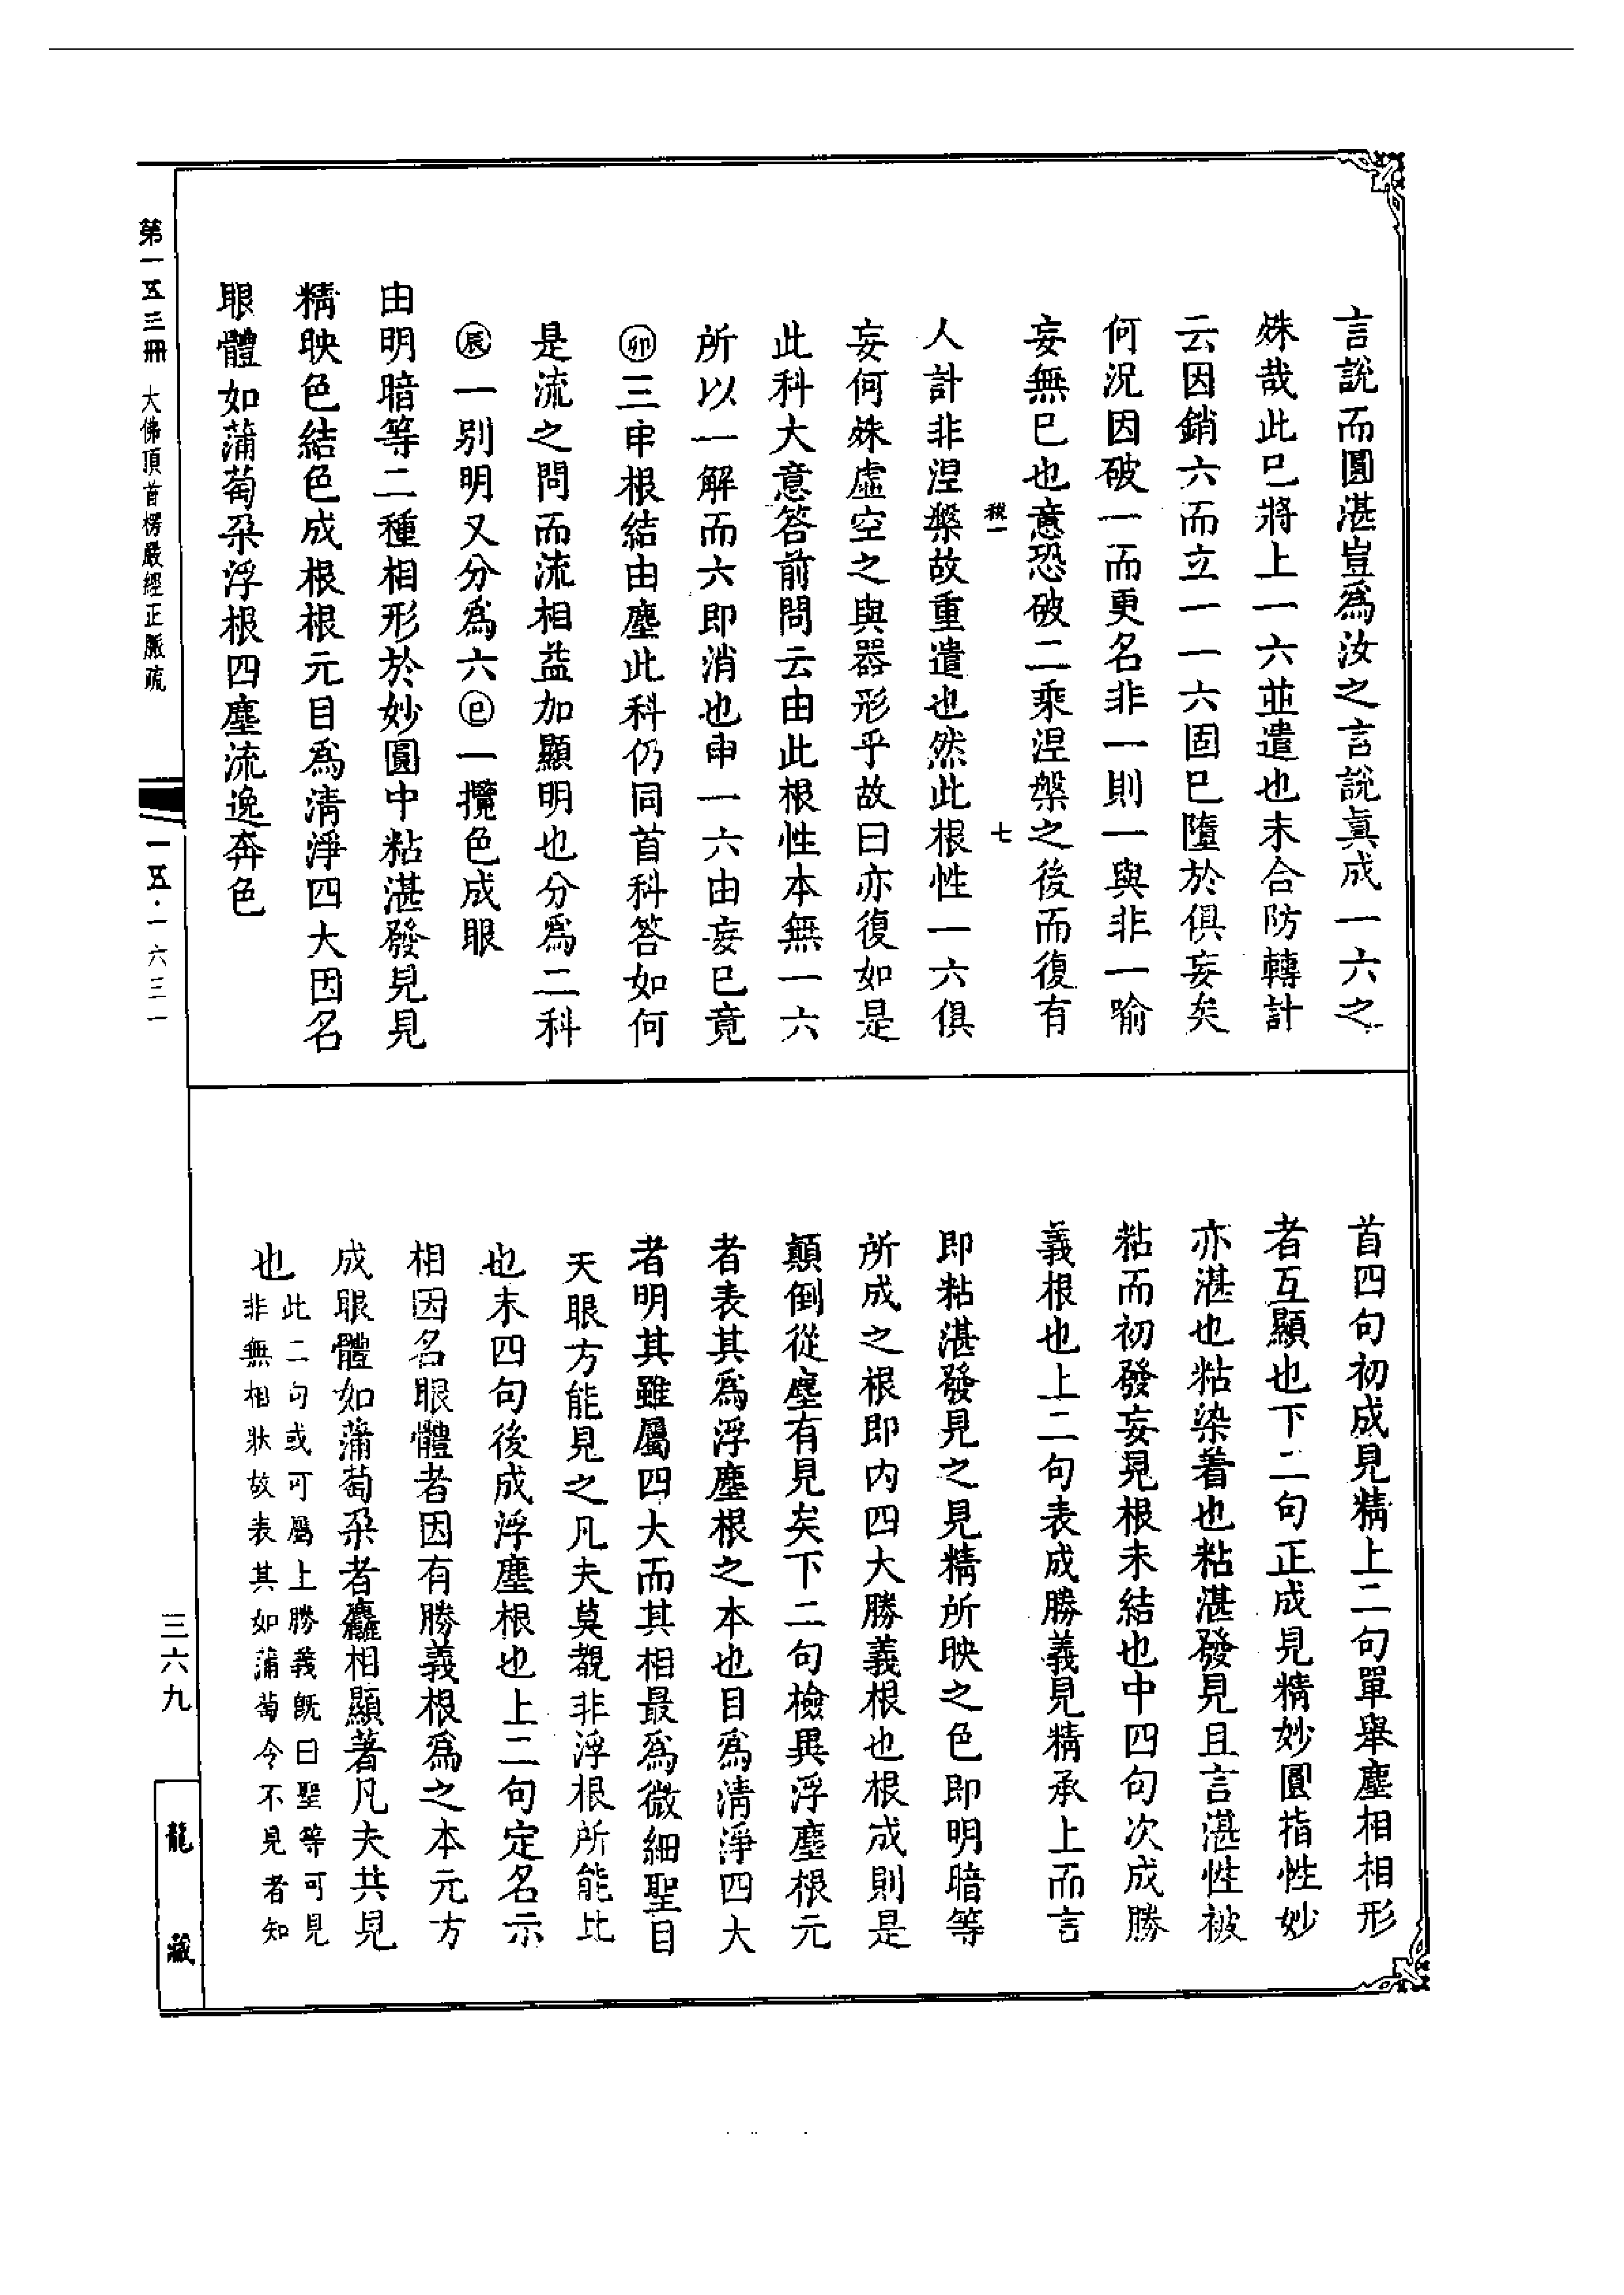 言說而圓湛豈爲汝之言說眞成一六之
殊哉此已將上一六並遣也末合防轉計
云因銷六而立一一六固已墮於俱妄矣
何況因破一而更名非一則一與非一喻
妄無已也意恐破二乘涅槃之後而復有
七
人計非涅槃故重遣也然此根性一六俱
妄何殊虛空之與器形乎故曰亦復如是
此科大意答前問云由此根性本無一六
所以一解而六即消也申一六由妄已竟
㊞三申根結由塵此科仍同首科答如何
是流之問而流相益加顯明也分爲二科
辰一別明又分爲六巳一攬色成眼
由明暗等二種相形於妙圓中粘湛發見見
精映色結色成根根元目爲淸淨四大因名
眼體如蒲萄朶浮根四塵流逸奔色
首四句初成見精上二句單舉塵相相形
者互顯也下二句正成見精妙圓指性妙
亦湛也粘染着也粘湛發見且言湛性被
粘而初發妄見根未結也中四句次成勝
義根也上二句表成勝義見精承上而言
即粘湛發見之見精所映之色即明暗等
所成之根即内四大勝義根也根成則是
顛倒從塵有見矣下二句檢異浮塵根元
者表其爲浮塵根之本也目爲淸淨四大
者明其雖屬四大而其相最爲微細聖目
天眼方能見之凡夫莫覩非浮根所能比
也末四句後成浮塵根也上二句定名示
相因名眼體者因有勝義根爲之本元方
成眼體如蒲萄朶者麤相顯著凡夫共見
也
此二句或可屬上勝義旣曰聖等可見
非無相狀故表其如蒲萄令不見者知
第一五三冊 大佛頂首楞嚴經正脈疏
一五·一六三一
三六九
龍藏